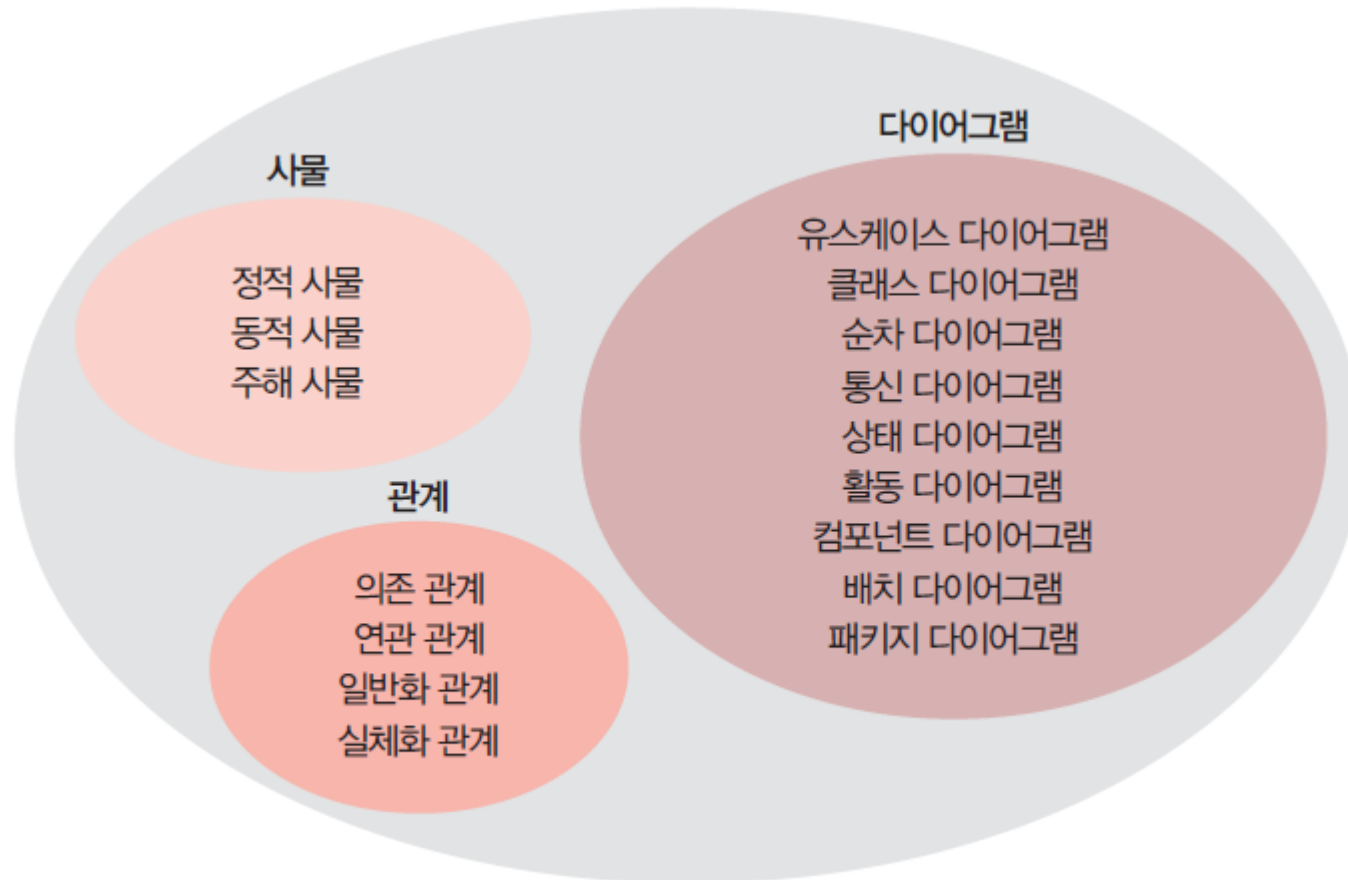 사물
정적 사물
동적 사물
주해 사물
관계
의존 관계
연관 관계
일반화 관계
실체화 관계
다이어그램
유스케이스 다이어그램
클래스 다이어그램
순차 다이어그램
통신 다이어그램
상태 다이어그램
활동 다이어그램
컴포넌트 다이어그램
배치 다이어그램
패키지 다이어그램